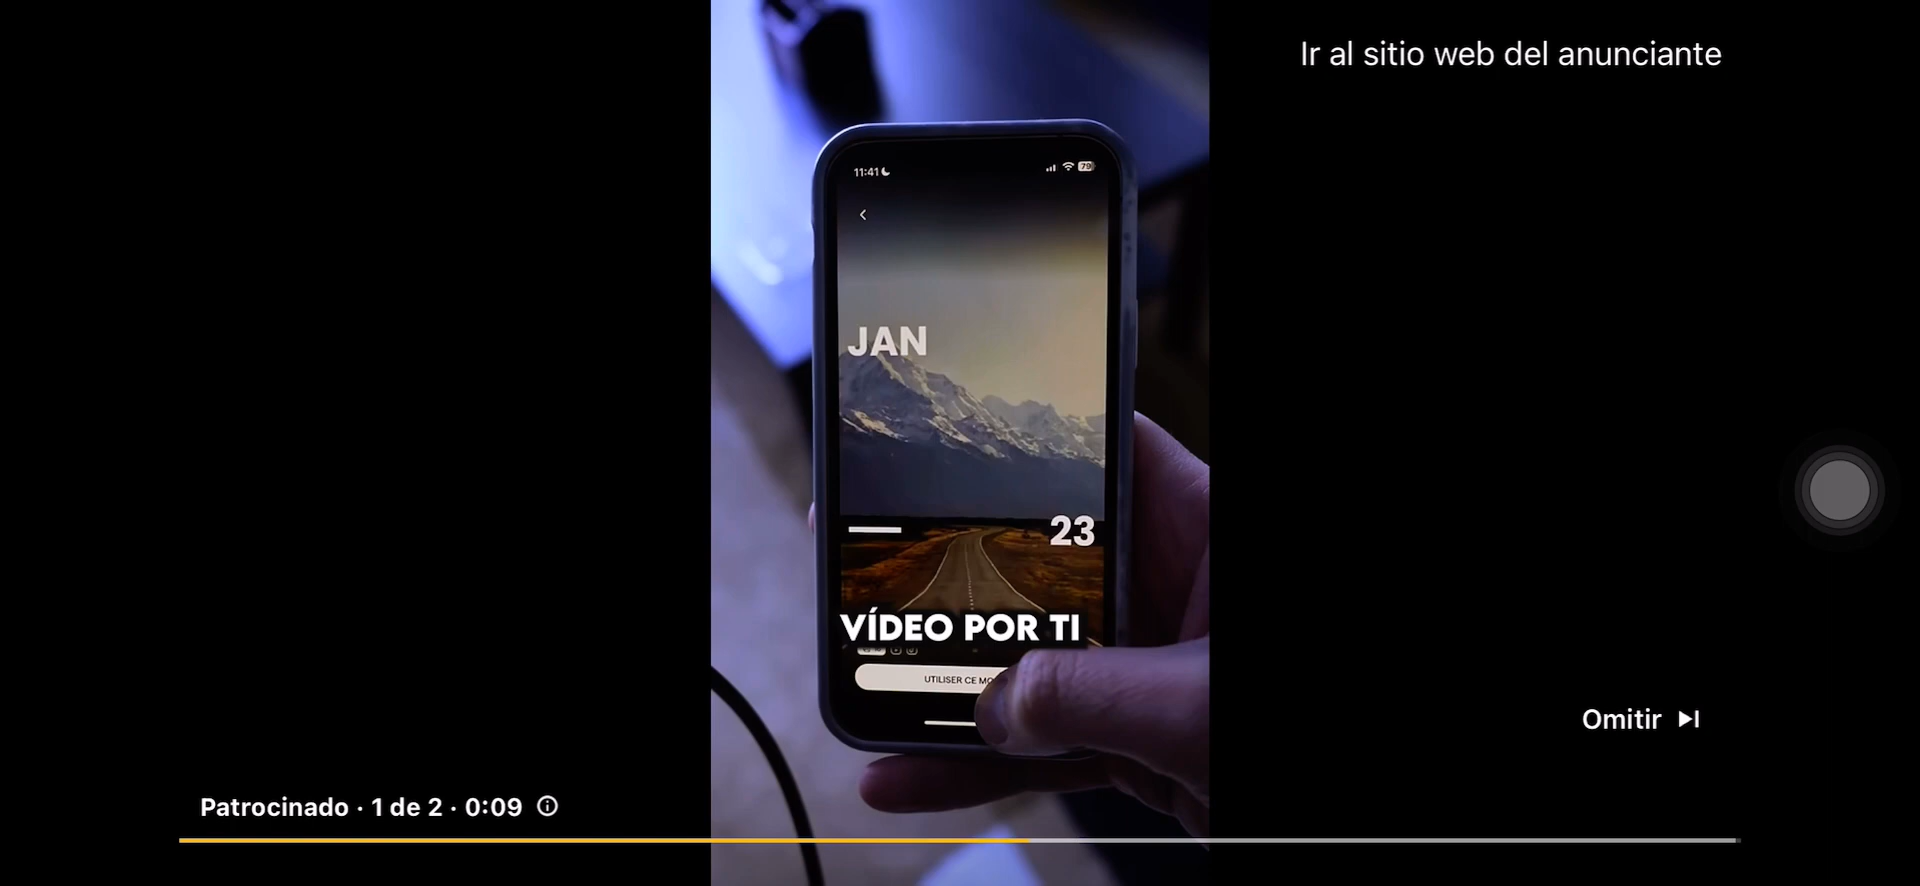 Ir al sitio web del anunciante
11:41
79
JAN
23
VÍDEO POR TI
UTILISER CE MO
Omitir
Patrocinado · 1 de 2 · 0:09